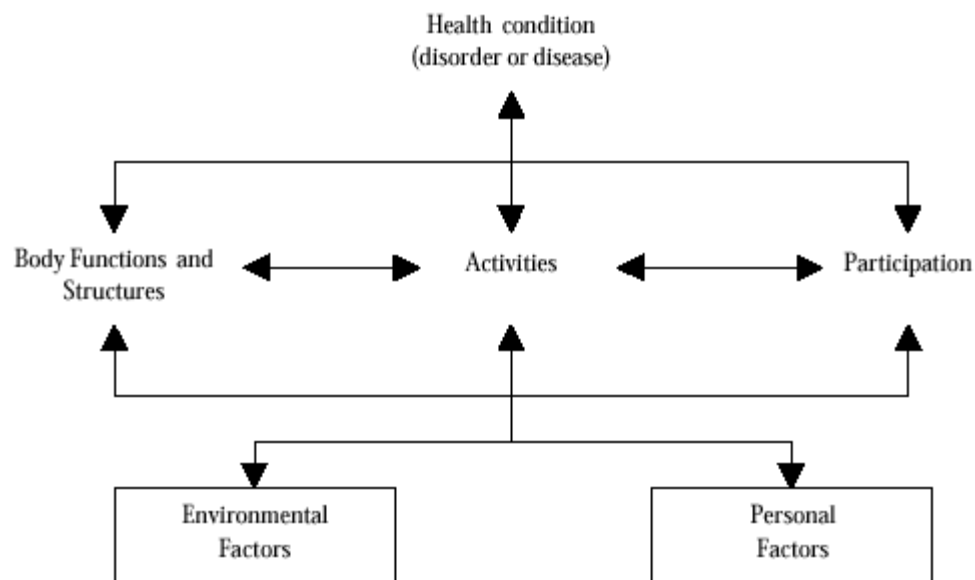 Health condition
(disorder or disease)
Body Functions and
Structures
Activities
Participation
Environmental
Factors
Personal
Factors